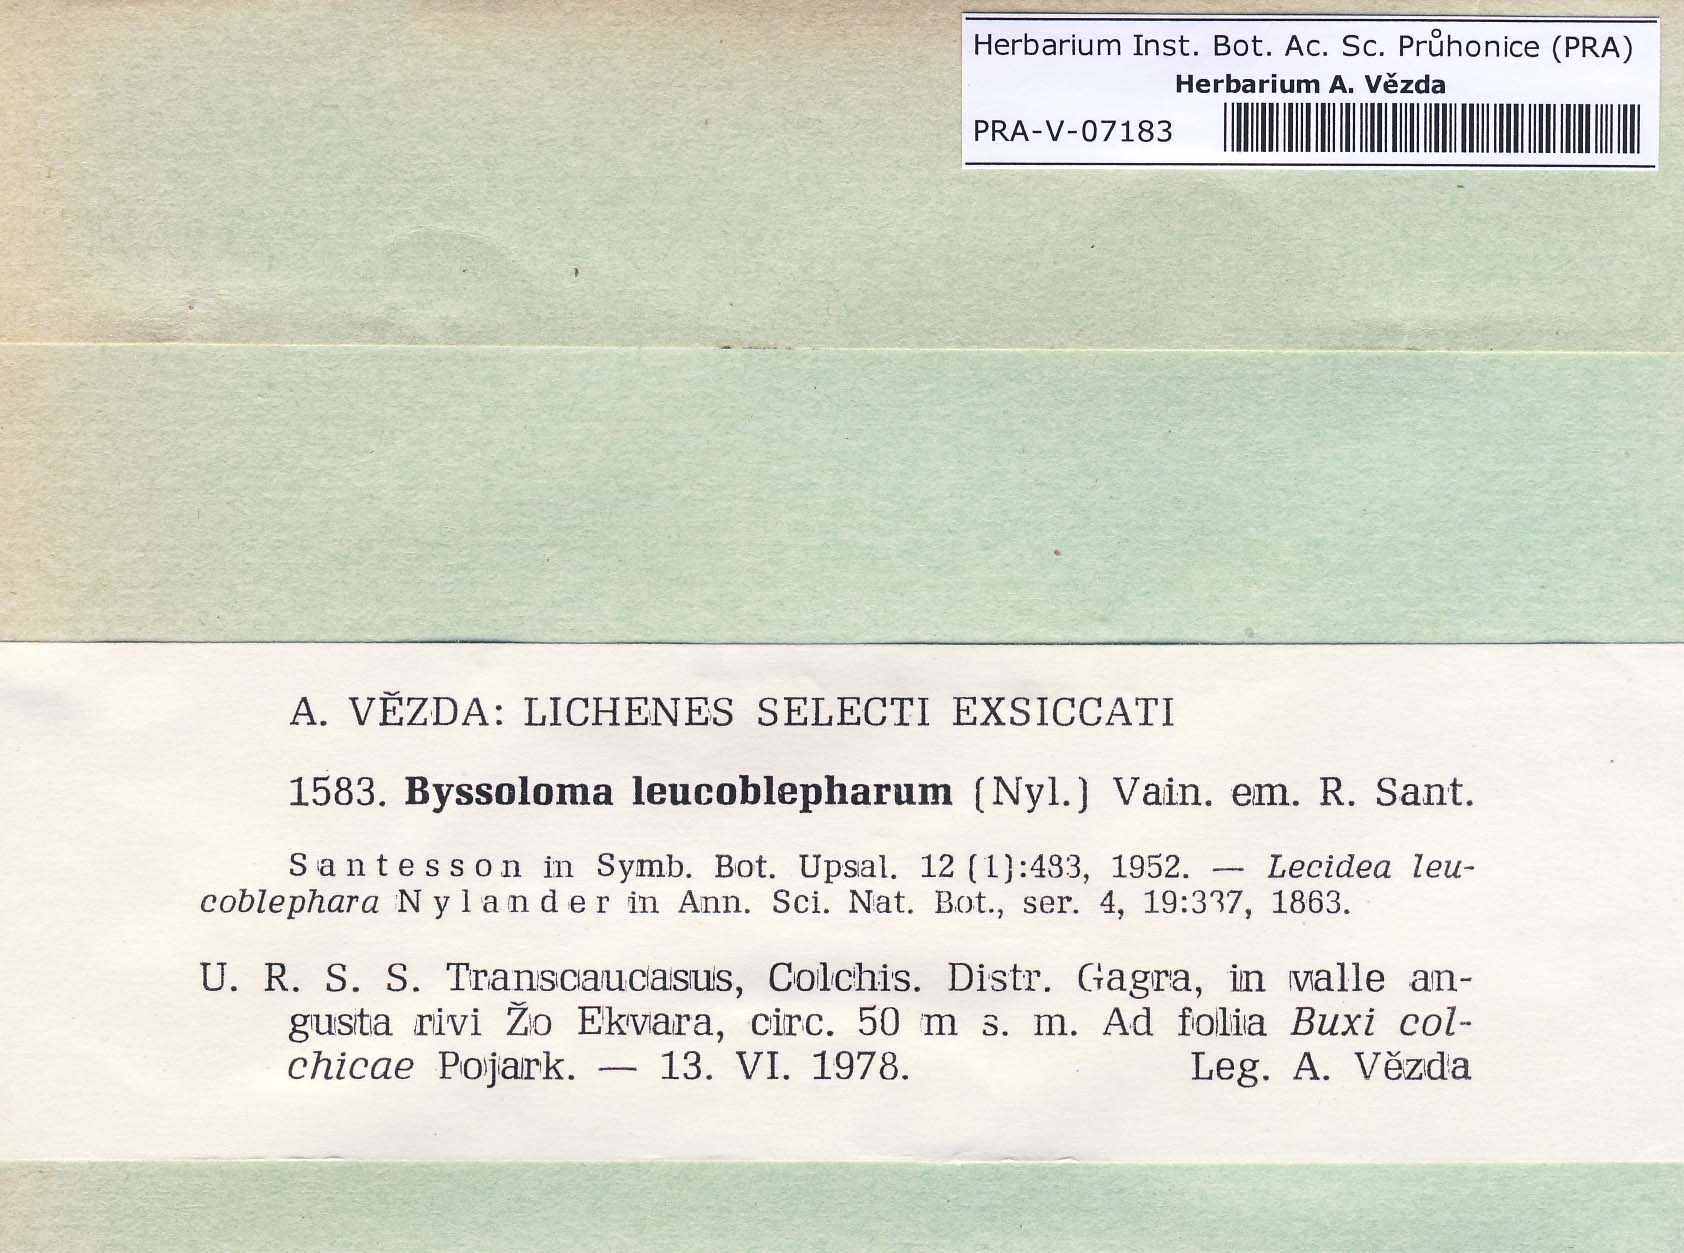 Herbarium Inst. Bot. Ac. Sc. Průhonice (PRA)
Herbarium A. Vězda
PRA-V-07183
A. VĚZDA: LICHENES SELECTI EXSICCATI
1583. Byssoloma leucoblepharum (Nyl.) Vain. em. R. Sant.
Santesson in Symb. Bot. Upsal. 12 (1):483, 1952. — Lecidea leu-
coblephara Nylander in Ann. Sci. Nat. Bot., ser. 4, 19:337, 1863.
U. R. S. S. Transcaucasus, Colchis. Distr. Gagra, in valle an-
gusta rivi Žo Ekvara, circ. 50 m s. m. Ad folia Buxi col-
chicae Pojark. — 13. VI. 1978. Leg. A. Vězda